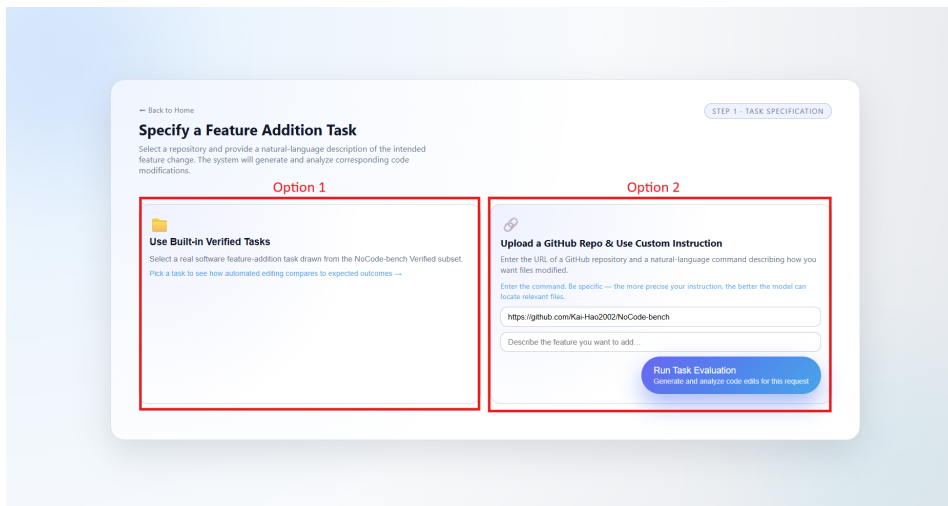 ← Back to Home
STEP 1 · TASK SPECIFICATION
Specify a Feature Addition Task
Select a repository and provide a natural-language description of the intended
feature change. The system will generate and analyze corresponding code
modifications.
Option 1
Use Built-in Verified Tasks
Select a real software feature-addition task drawn from the NoCode-bench Verified subset.
Pick a task to see how automated editing compares to expected outcomes →
Option 2
Upload a GitHub Repo & Use Custom Instruction
Enter the URL of a GitHub repository and a natural-language command describing how you
want files modified.
Enter the command. Be specific — the more precise your instruction, the better the model can
locate relevant files.
https://github.com/Kai-Hao2002/NoCode-bench
Describe the feature you want to add...
Run Task Evaluation
Generate and analyze code edits for this request